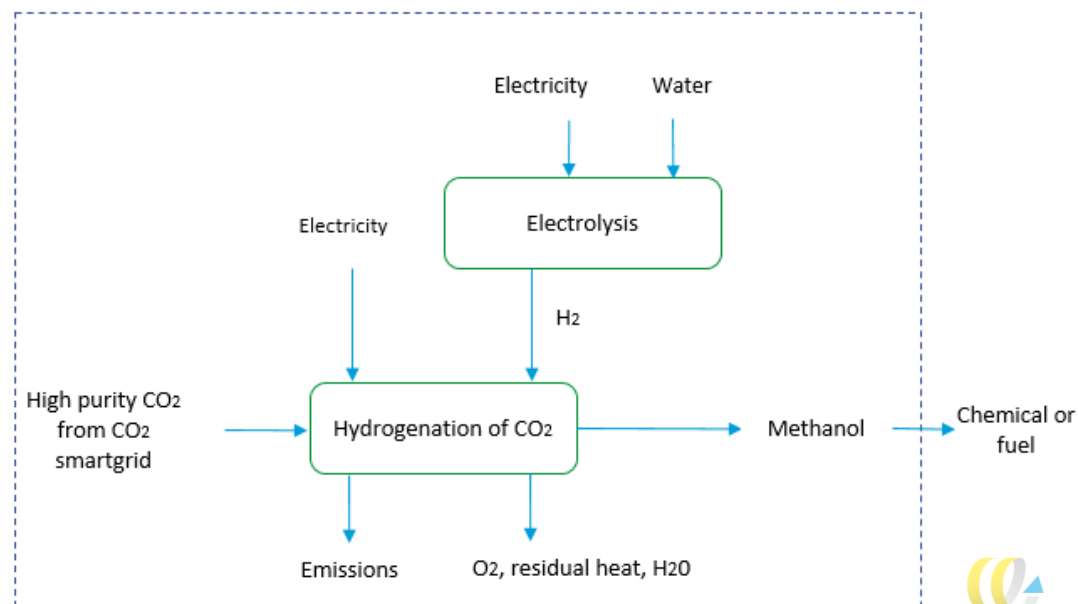 Electricity
Water
Electrolysis
Electricity
H2
High purity CO2
from CO2
smartgrid
Hydrogenation of CO2
Methanol
Chemical or
fuel
Emissions
O2, residual heat, H20